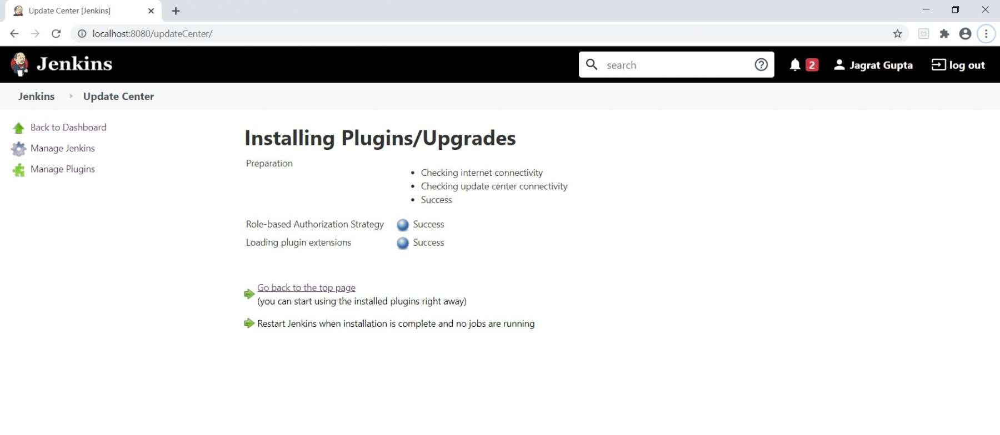 Update Center [Jenkins]
localhost:8080/updateCenter/
Jenkins
search
2
Jagrat Gupta
log out
Jenkins
Update Center
Back to Dashboard
Manage Jenkins
Manage Plugins
Installing Plugins/Upgrades
Preparation
• Checking internet connectivity
• Checking update center connectivity
• Success
Role-based Authorization Strategy Success
Loading plugin extensions Success
Go back to the top page
(you can start using the installed plugins right away)
Restart Jenkins when installation is complete and no jobs are running